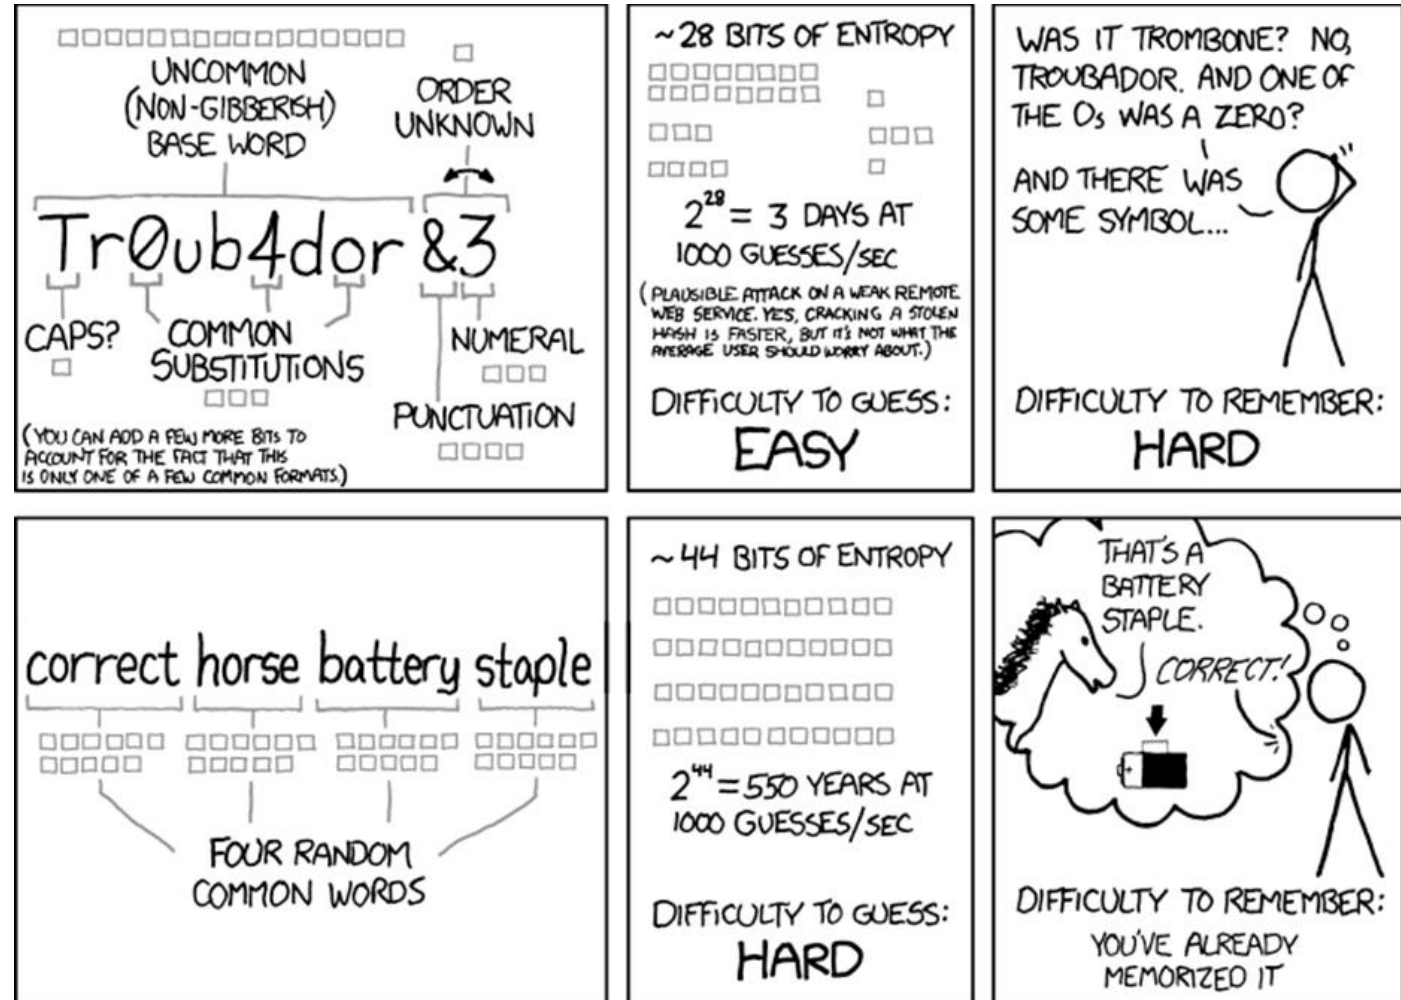 UNCOMMON
(NON-GIBBERISH)
BASE WORD
ORDER
UNKNOWN
Tr0ub4dor &3
CAPS?
COMMON
SUBSTITUTIONS
NUMERAL
PUNCTUATION
(YOU CAN ADD A FEW MORE BITS TO
ACCOUNT FOR THE FACT THAT THIS
IS ONLY ONE OF A FEW COMMON FORMATS.)
~28 BITS OF ENTROPY
2²⁸ = 3 DAYS AT
1000 GUESSES/SEC
(PLAUSIBLE ATTACK ON A WEAK REMOTE
WEB SERVICE. YES, CRACKING A STOLEN
HASH IS FASTER, BUT IT'S NOT WHAT THE
AVERAGE USER SHOULD WORRY ABOUT.)
DIFFICULTY TO GUESS:
EASY
WAS IT TROMBONE? NO,
TROUBADOR. AND ONE OF
THE Os WAS A ZERO?
AND THERE WAS
SOME SYMBOL...
DIFFICULTY TO REMEMBER:
HARD
correct horse battery staple
FOUR RANDOM
COMMON WORDS
~44 BITS OF ENTROPY
2⁴⁴ = 550 YEARS AT
1000 GUESSES/SEC
DIFFICULTY TO GUESS:
HARD
THAT'S A
BATTERY
STAPLE.
CORRECT!
DIFFICULTY TO REMEMBER:
YOU'VE ALREADY
MEMORIZED IT